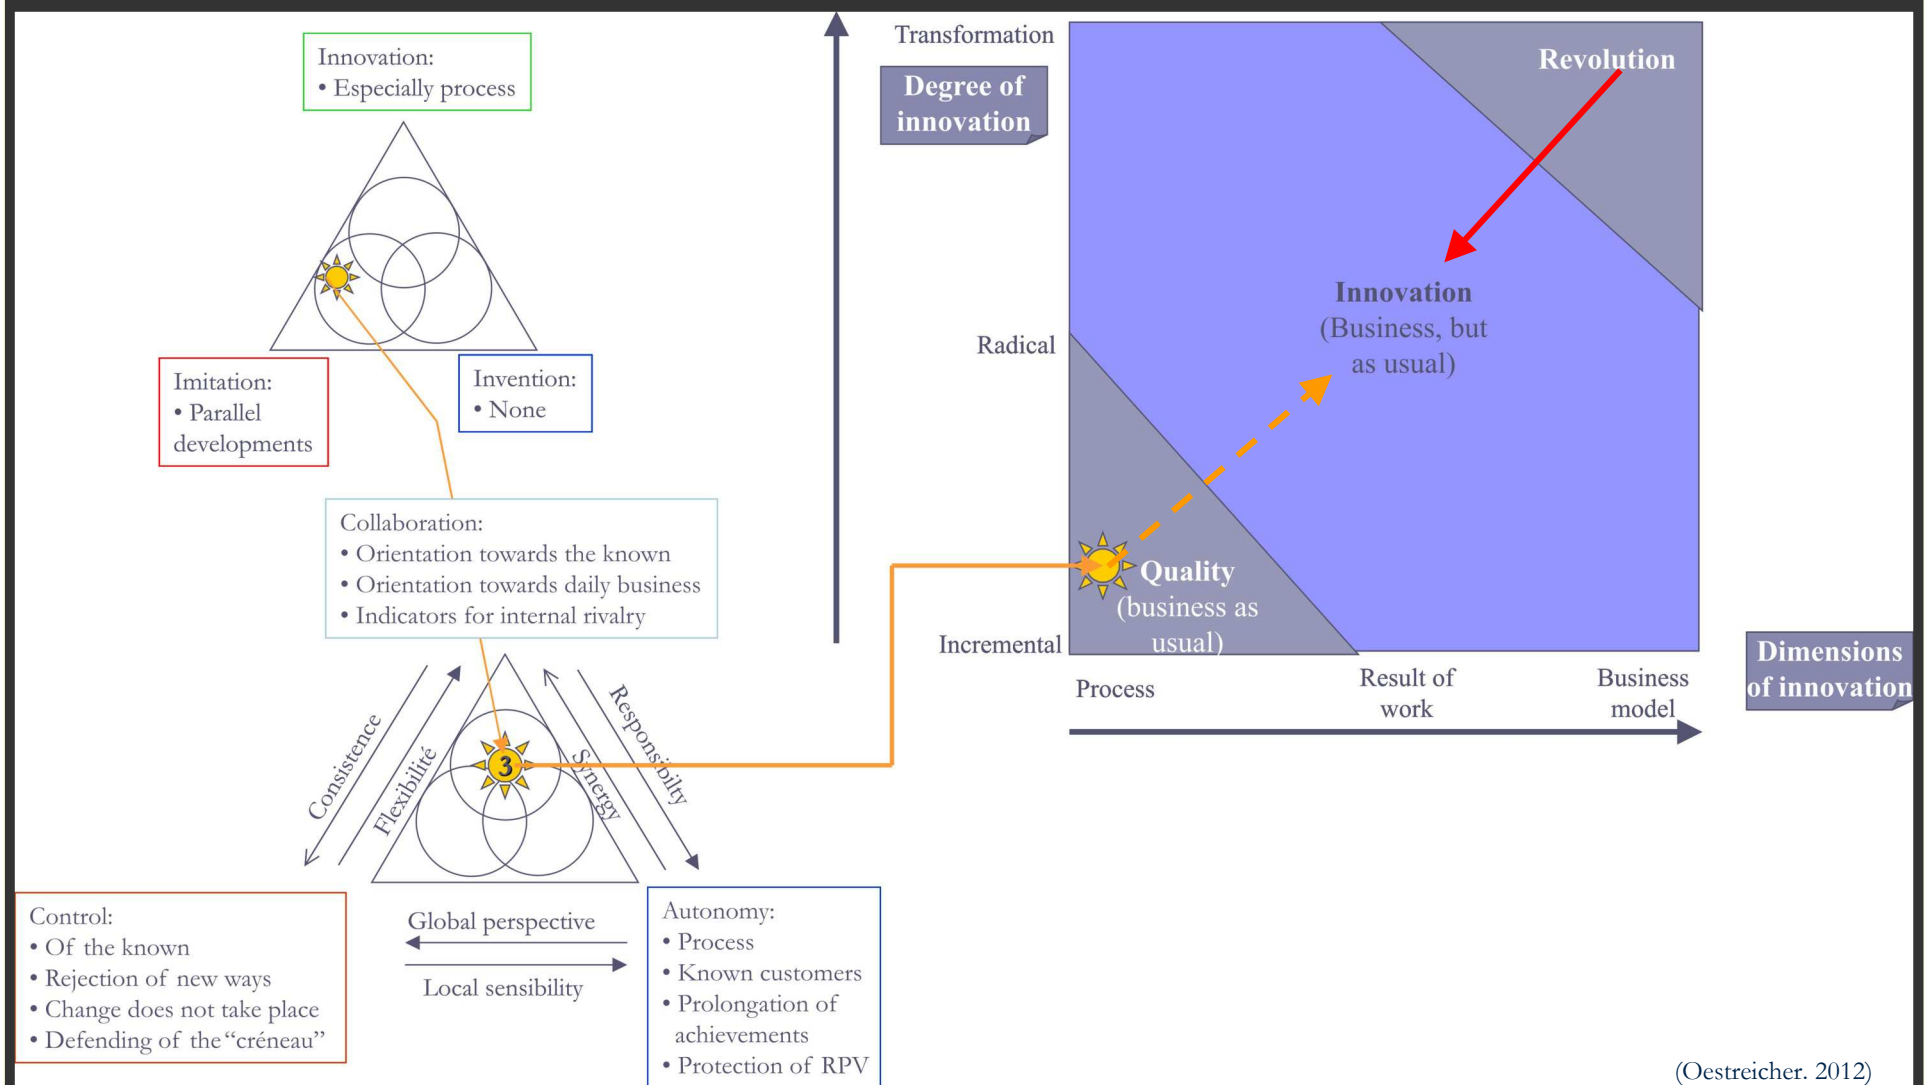 Innovation:
• Especially process
Imitation:
• Parallel
developments
Invention:
• None
Collaboration:
• Orientation towards the known
• Orientation towards daily business
• Indicators for internal rivalry
Consistence
Flexibilité
3
Synergy
Responsibilty
Control:
• Of the known
• Rejection of new ways
• Change does not take place
• Defending of the “créneau”
Global perspective
Local sensibility
Autonomy:
• Process
• Known customers
• Prolongation of
achievements
• Protection of RPV
Transformation
Degree of
innovation
Radical
Incremental
Revolution
Innovation
(Business, but
as usual)
Quality
(business as
usual)
Process
Result of
work
Business
model
Dimensions
of innovation
(Oestreicher. 2012)